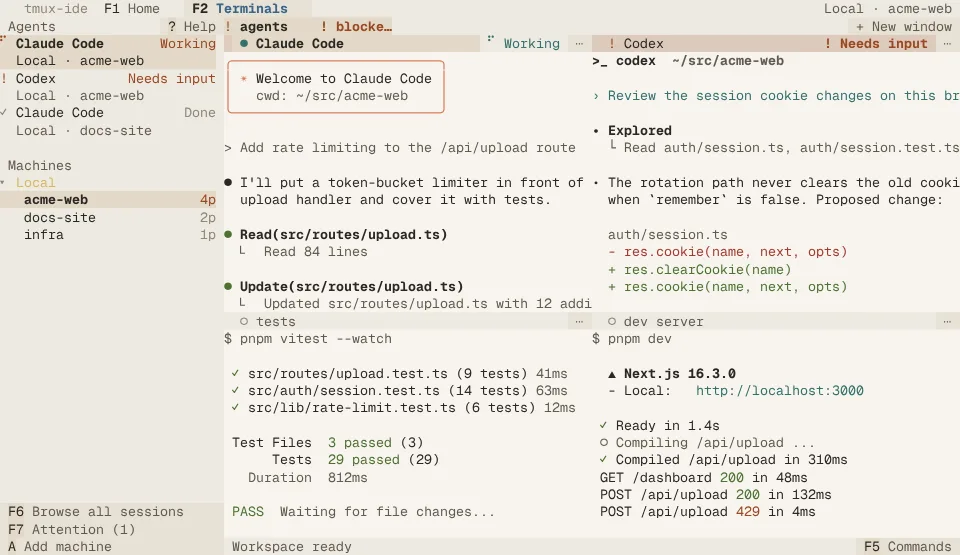 tmux-ide F1 Home F2 Terminals Local · acme-web
Agents ? Help ! agents ! blocke… + New window
Claude Code Working
Local · acme-web
! Codex Needs input
Local · acme-web
✓ Claude Code Done
Local · docs-site
Machines
▾ Local
acme-web 4p
docs-site 2p
infra 1p
F6 Browse all sessions
F7 Attention (1)
A Add machine
● Claude Code Working …
✳ Welcome to Claude Code
cwd: ~/src/acme-web
> Add rate limiting to the /api/upload route
● I'll put a token-bucket limiter in front of
upload handler and cover it with tests.
● Read(src/routes/upload.ts)
└ Read 84 lines
● Update(src/routes/upload.ts)
└ Updated src/routes/upload.ts with 12 addi
! Codex ! Needs input …
>_ codex ~/src/acme-web
› Review the session cookie changes on this br
• Explored
└ Read auth/session.ts, auth/session.test.ts
• The rotation path never clears the old cooki
when `remember` is false. Proposed change:
auth/session.ts
- res.cookie(name, next, opts)
+ res.clearCookie(name)
+ res.cookie(name, next, opts)
○ tests …
$ pnpm vitest --watch
✓ src/routes/upload.test.ts (9 tests) 41ms
✓ src/auth/session.test.ts (14 tests) 63ms
✓ src/lib/rate-limit.test.ts (6 tests) 12ms
Test Files 3 passed (3)
Tests 29 passed (29)
Duration 812ms
PASS Waiting for file changes...
○ dev server …
$ pnpm dev
▲ Next.js 16.3.0
- Local: http://localhost:3000
✓ Ready in 1.4s
○ Compiling /api/upload ...
✓ Compiled /api/upload in 310ms
GET /dashboard 200 in 48ms
POST /api/upload 200 in 132ms
POST /api/upload 429 in 4ms
Workspace ready F5 Commands